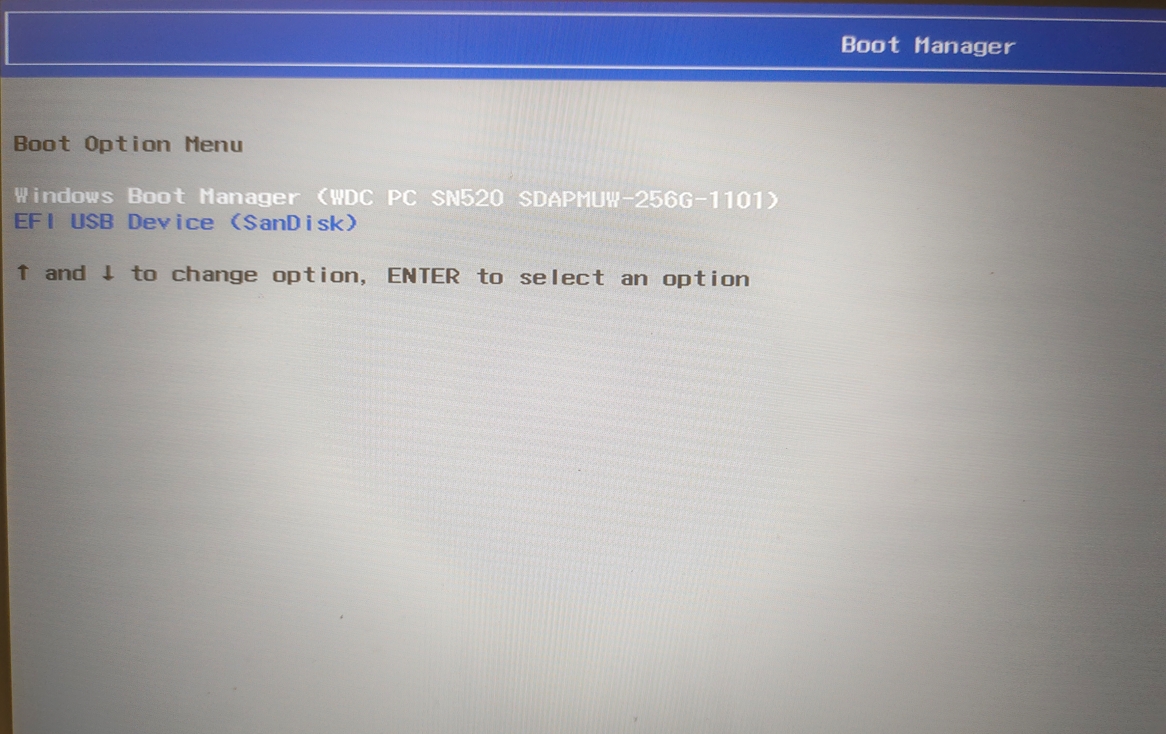 Boot Manager
Boot Option Menu
Windows Boot Manager (WDC PC SN520 SDAPMUW-256G-1101)
EFI USB Device (SanDisk)
↑ and ↓ to change option, ENTER to select an option